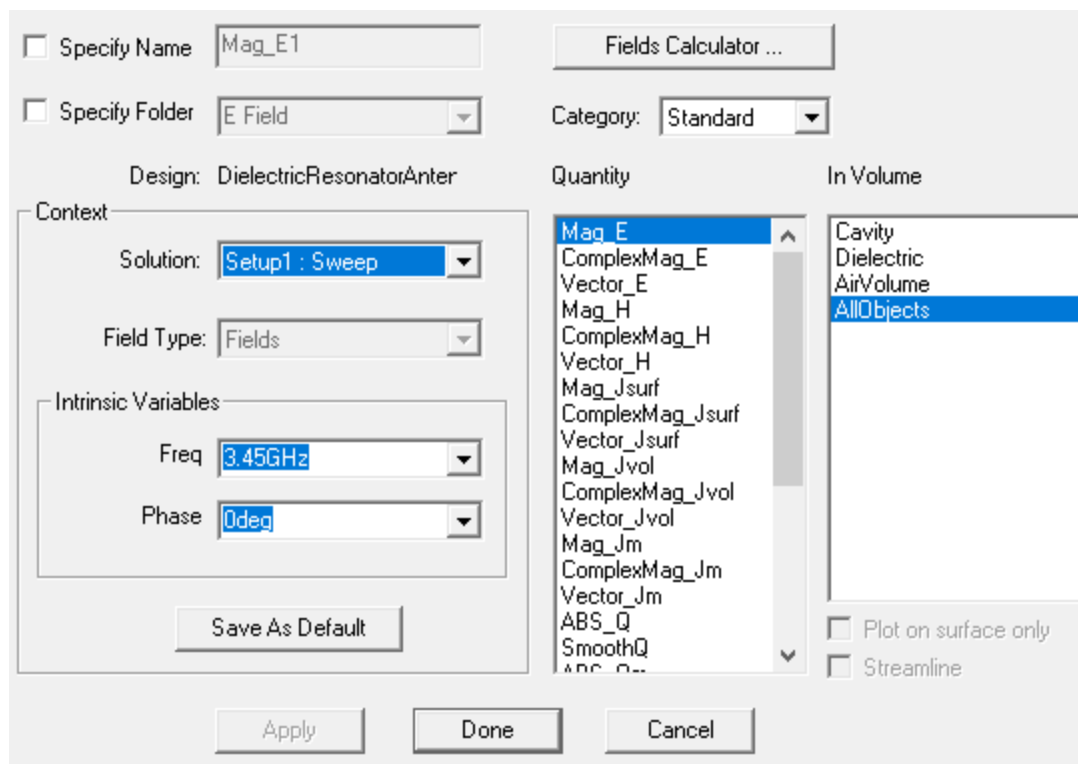 Specify Name Mag_E1 Fields Calculator ...
Specify Folder E Field Category: Standard
Design: DielectricResonatorAnter Quantity In Volume
Context
Solution: Setup1 : Sweep
Field Type: Fields
Intrinsic Variables
Freq 3.45GHz
Phase 0deg
Save As Default
Mag_E
ComplexMag_E
Vector_E
Mag_H
ComplexMag_H
Vector_H
Mag_Jsurf
ComplexMag_Jsurf
Vector_Jsurf
Mag_Jvol
ComplexMag_Jvol
Vector_Jvol
Mag_Jm
ComplexMag_Jm
Vector_Jm
ABS_Q
SmoothQ
Cavity
Dielectric
AirVolume
AllObjects
Plot on surface only
Streamline
Apply Done Cancel